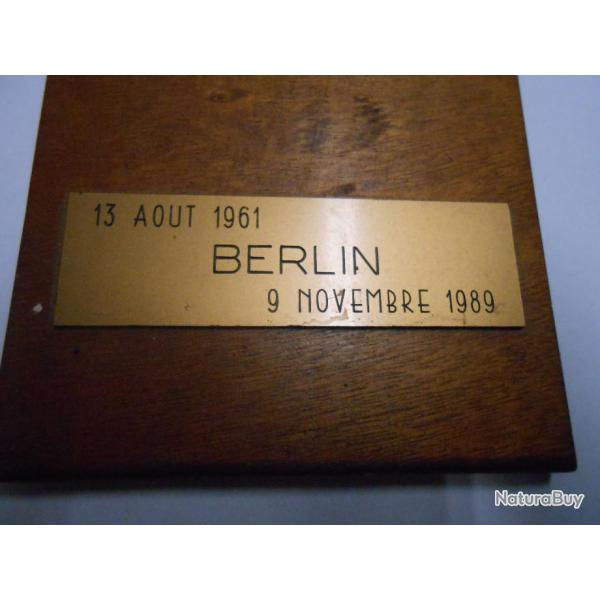 13 AOUT 1961
BERLIN
9 NOVEMBRE 1989
NaturaBuy